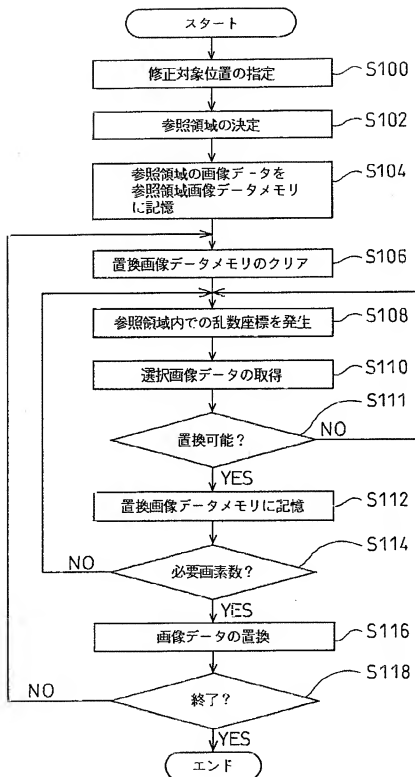 スタート
修正対象位置の指定
S100
参照領域の決定
S102
参照領域の画像データを
参照領域画像データメモリ
に記憶
S104
置換画像データメモリのクリア
S106
参照領域内での乱数座標を発生
S108
選択画像データの取得
S110
置換可能?
S111
NO
YES
置換画像データメモリに記憶
S112
必要画素数?
S114
NO
YES
画像データの置換
S116
終了?
S118
NO
YES
エンド